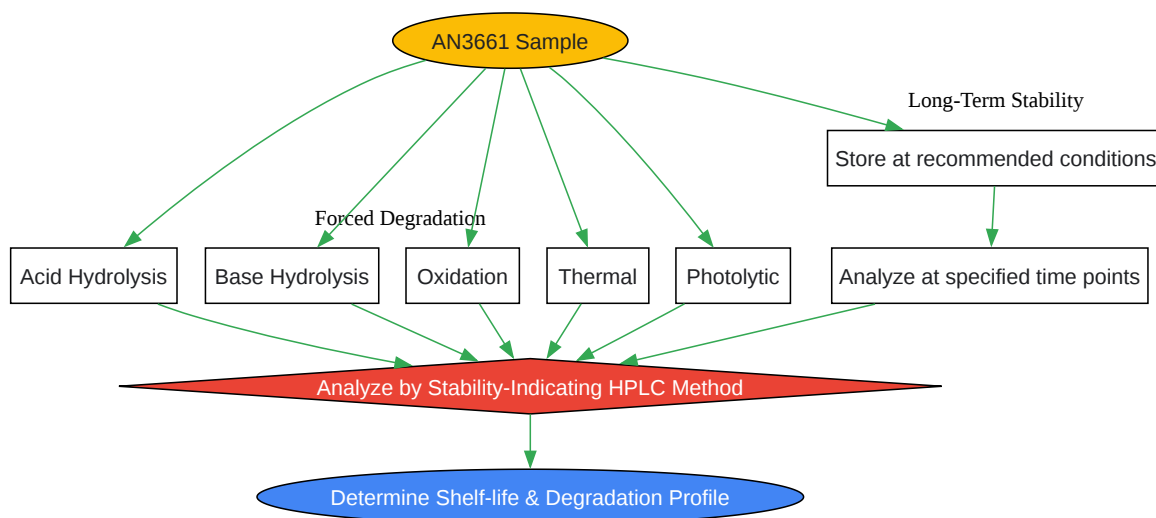 AN3661 Sample
Long-Term Stability
Store at recommended conditions
Forced Degradation
Acid Hydrolysis
Base Hydrolysis
Oxidation
Thermal
Photolytic
Analyze at specified time points
Analyze by Stability-Indicating HPLC Method
Determine Shelf-life & Degradation Profile